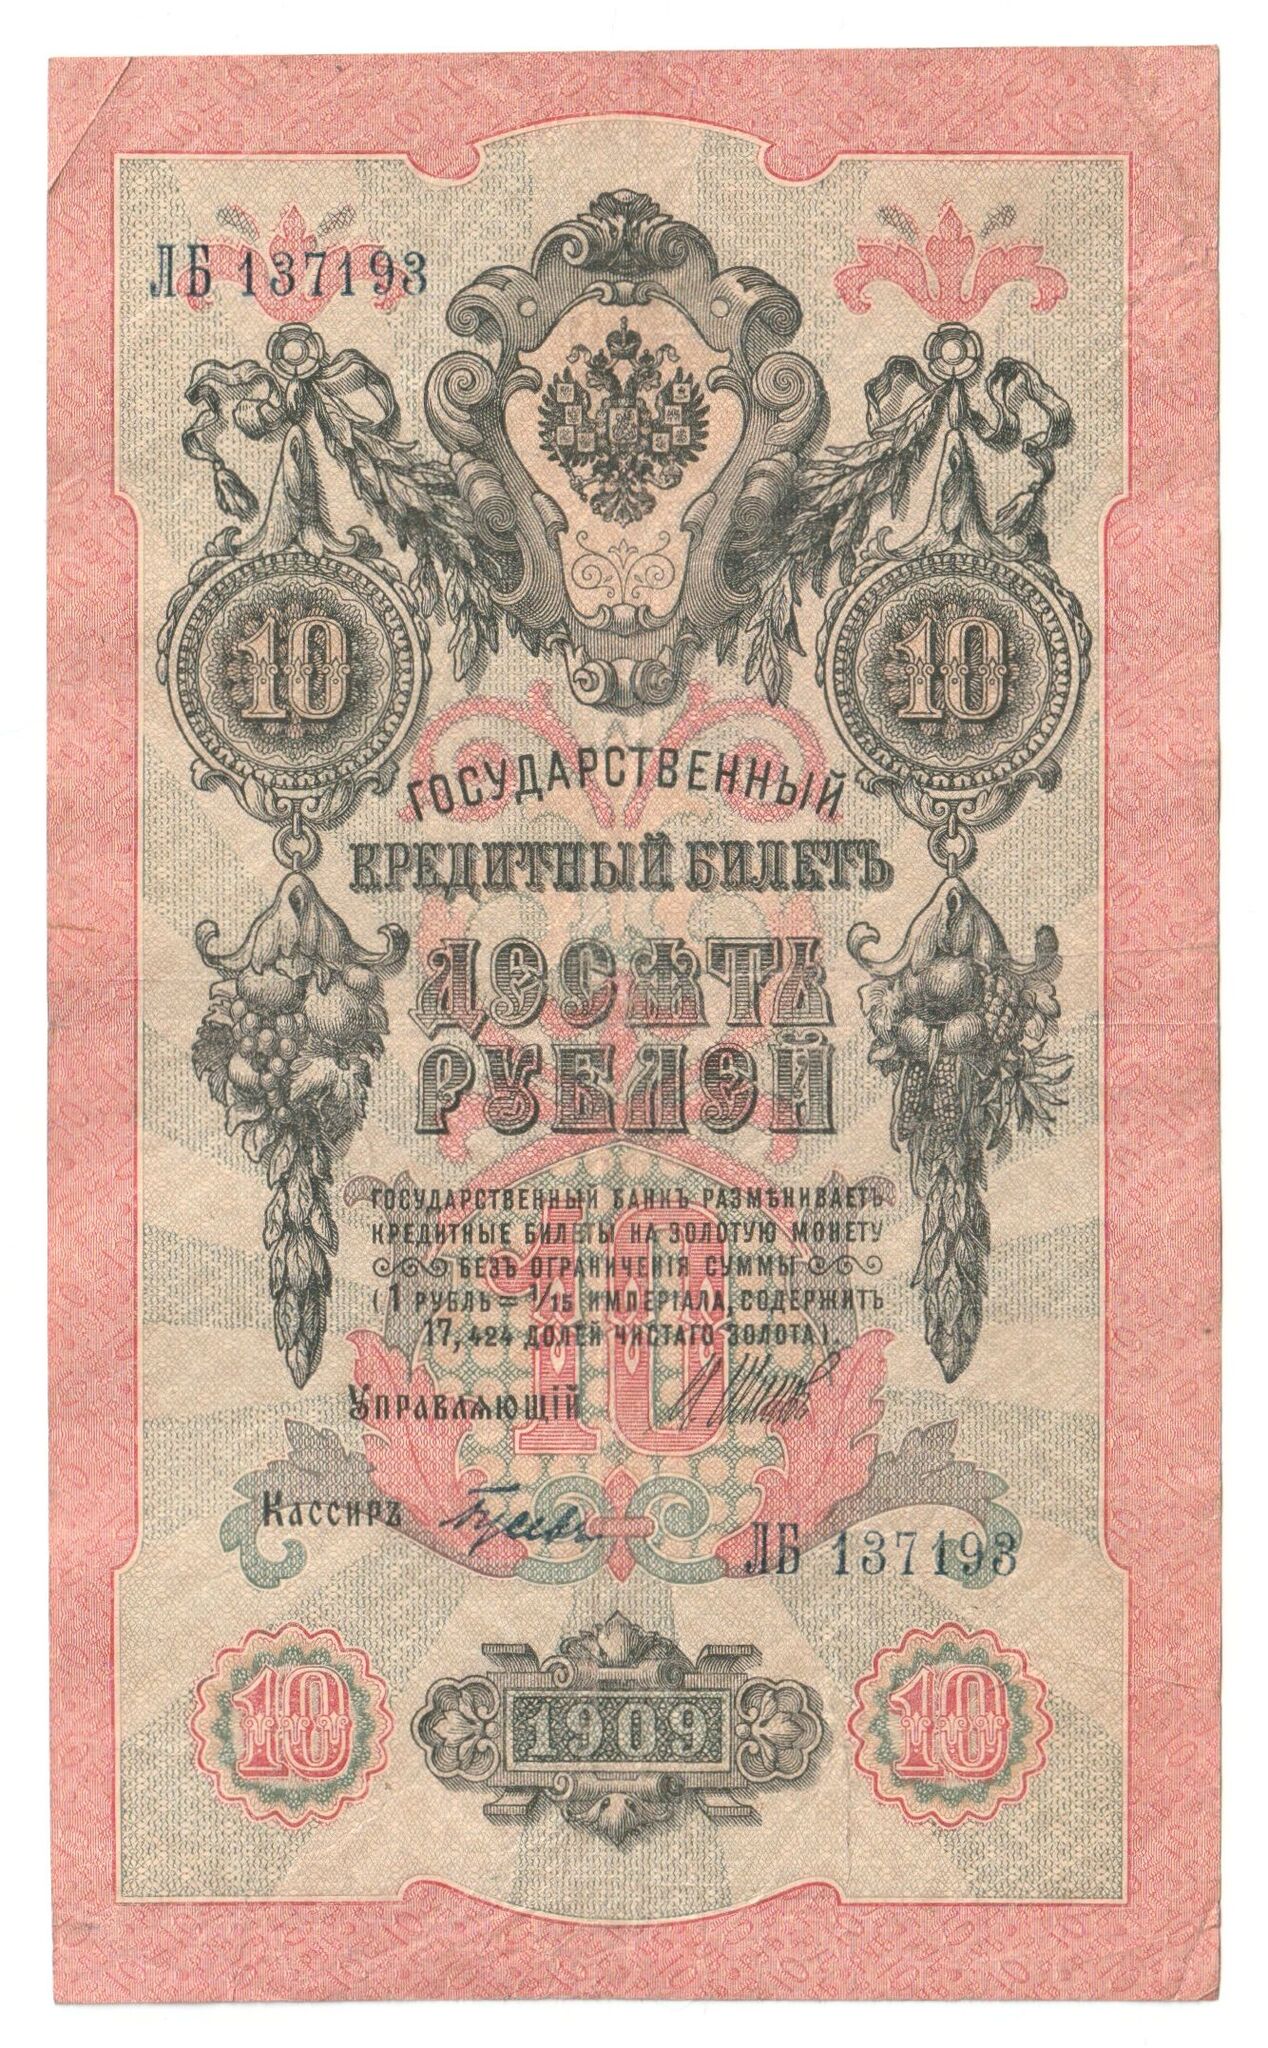 ЛБ 137193
10 10
ГОСУДАРСТВЕННЫЙ
КРЕДИТНЫЙ БИЛЕТЪ
ДЕСЯТЬ
РУБЛЕЙ
ГОСУДАРСТВЕННЫЙ БАНКЪ РАЗМѢНИВАЕТЪ
КРЕДИТНЫЕ БИЛЕТЫ НА ЗОЛОТУЮ МОНЕТУ
БЕЗЪ ОГРАНИЧЕНІЯ СУММЫ
(1 РУБЛЬ = 1/15 ИМПЕРІАЛА, СОДЕРЖИТЪ
17,424 ДОЛЕЙ ЧИСТАГО ЗОЛОТА).
10
УПРАВЛЯЮЩІЙ
КАССИРЪ
ЛБ 137193
10 1909 10